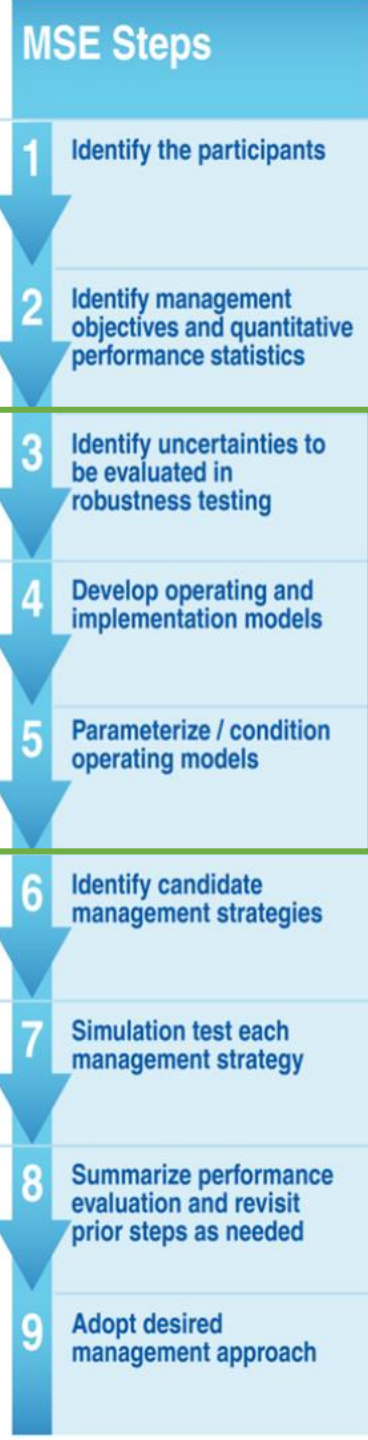 MSE Steps
1
Identify the participants
2
Identify management
objectives and quantitative
performance statistics
3
Identify uncertainties to
be evaluated in
robustness testing
4
Develop operating and
implementation models
5
Parameterize / condition
operating models
6
Identify candidate
management strategies
7
Simulation test each
management strategy
8
Summarize performance
evaluation and revisit
prior steps as needed
9
Adopt desired
management approach